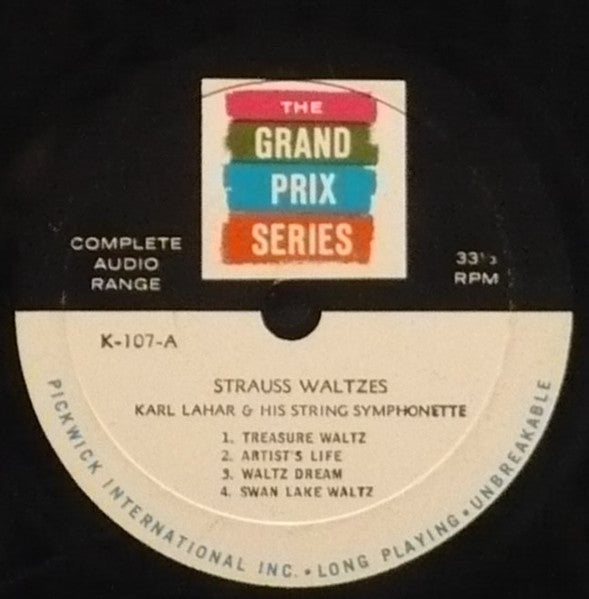 THE
GRAND
PRIX
SERIES
COMPLETE
AUDIO
RANGE
33⅓
RPM
K-107-A
STRAUSS WALTZES
KARL LAHAR & HIS STRING SYMPHONETTE
1. TREASURE WALTZ
2. ARTIST'S LIFE
3. WALTZ DREAM
4. SWAN LAKE WALTZ
PICKWICK INTERNATIONAL INC. • LONG PLAYING • UNBREAKABLE